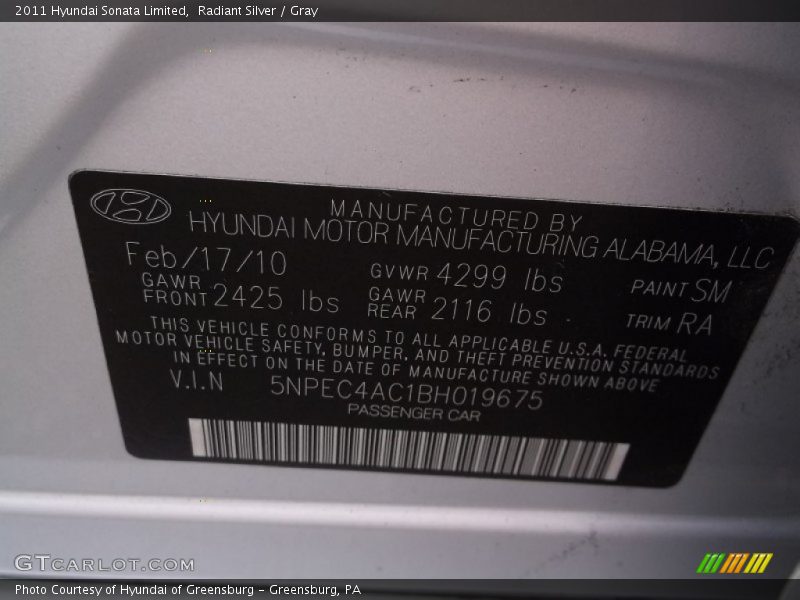 2011 Hyundai Sonata Limited,  Radiant Silver / Gray
MANUFACTURED BY
HYUNDAI MOTOR MANUFACTURING ALABAMA, LLC
Feb/17/10 GVWR 4299 lbs PAINT SM
GAWR FRONT 2425 lbs GAWR REAR 2116 lbs TRIM RA
THIS VEHICLE CONFORMS TO ALL APPLICABLE U.S.A. FEDERAL
MOTOR VEHICLE SAFETY, BUMPER, AND THEFT PREVENTION STANDARDS
IN EFFECT ON THE DATE OF MANUFACTURE SHOWN ABOVE
V.I.N 5NPEC4AC1BH019675
PASSENGER CAR
GTCARLOT.COM
Photo Courtesy of Hyundai of Greensburg - Greensburg, PA